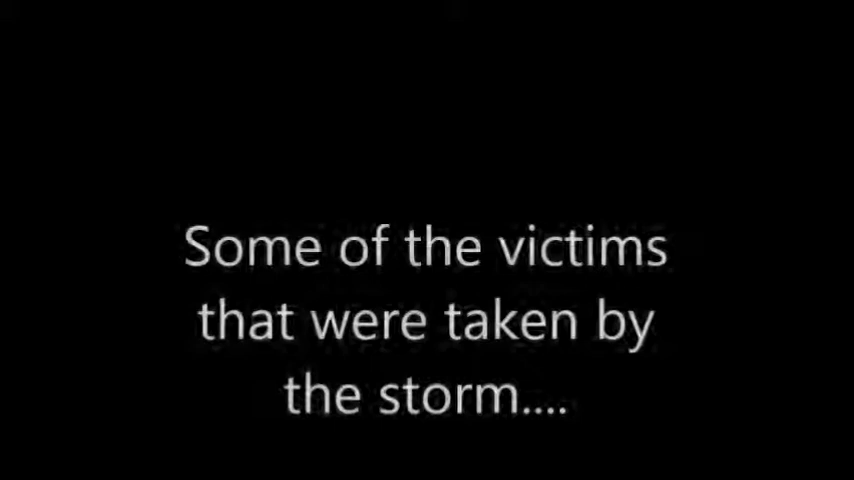 Some of the victims
that were taken by
the storm....